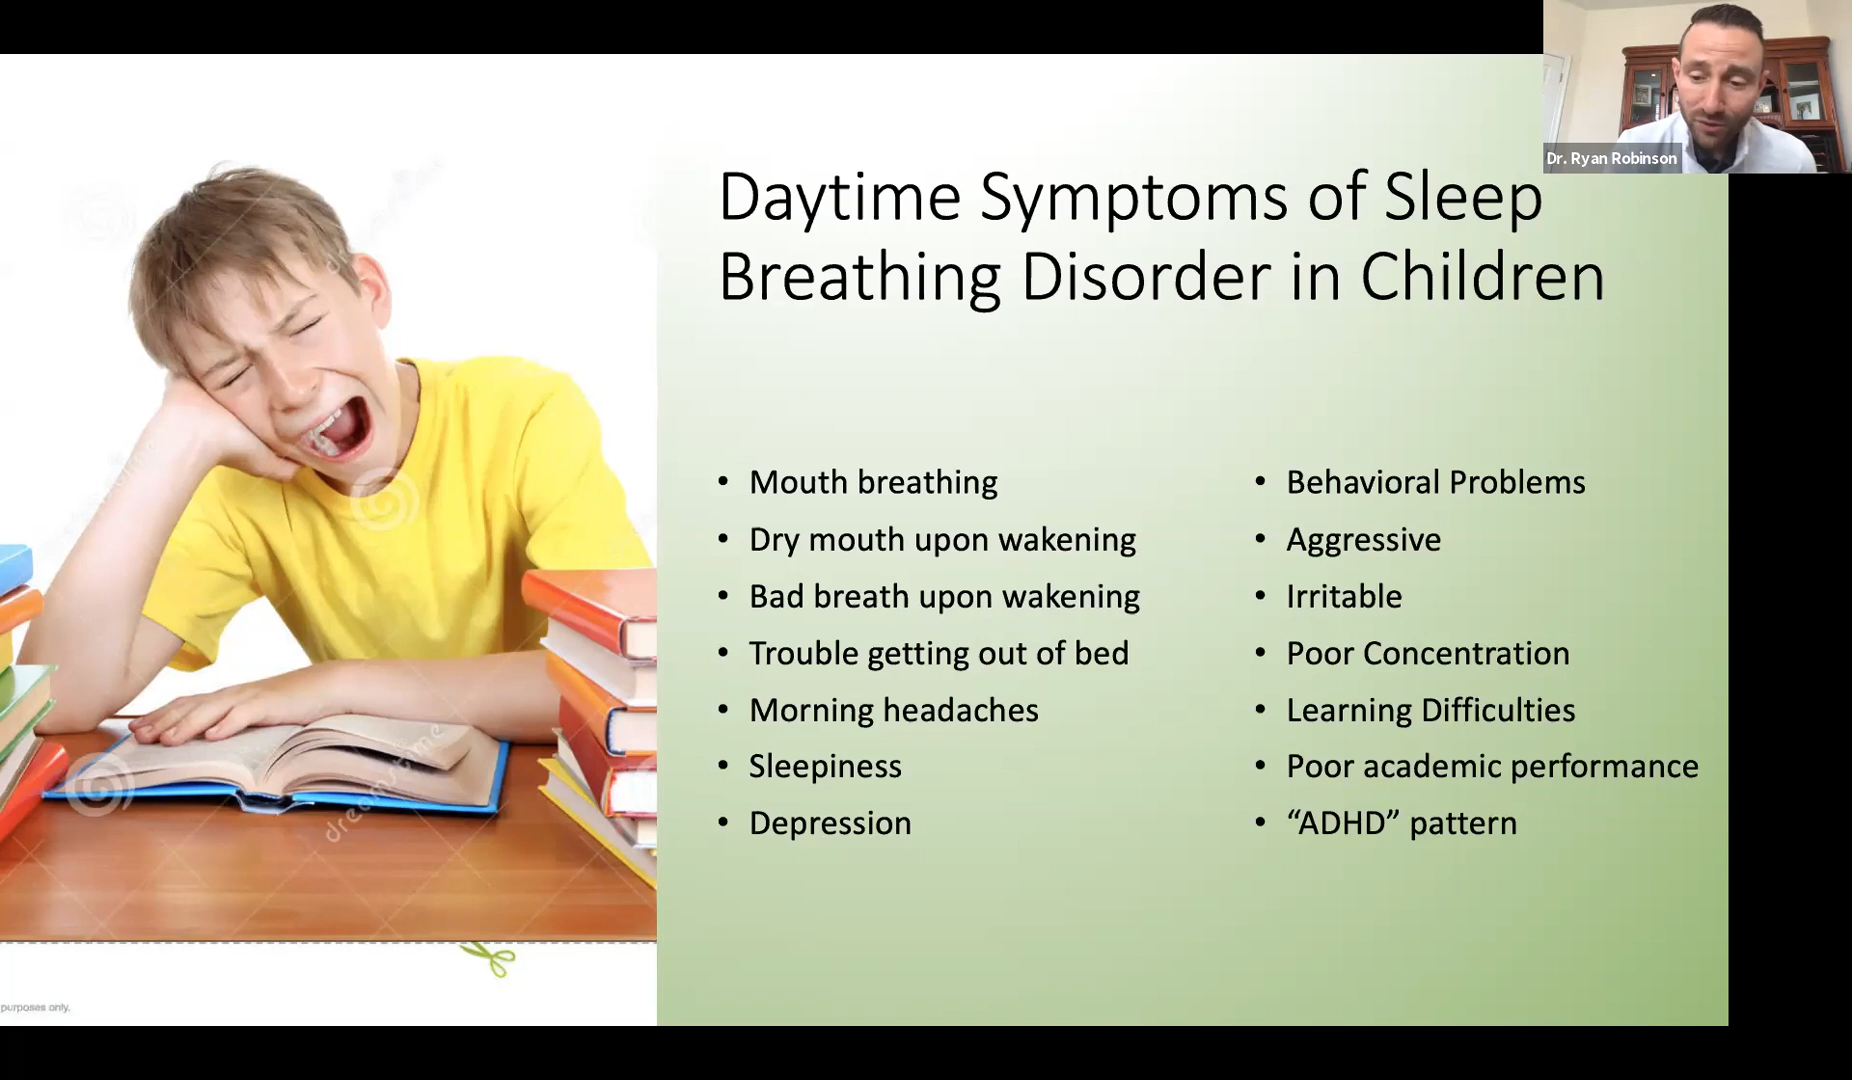 Dr. Ryan Robinson
Daytime Symptoms of Sleep
Breathing Disorder in Children
• Mouth breathing
• Dry mouth upon wakening
• Bad breath upon wakening
• Trouble getting out of bed
• Morning headaches
• Sleepiness
• Depression
• Behavioral Problems
• Aggressive
• Irritable
• Poor Concentration
• Learning Difficulties
• Poor academic performance
• “ADHD” pattern
dreamstime
purposes only.